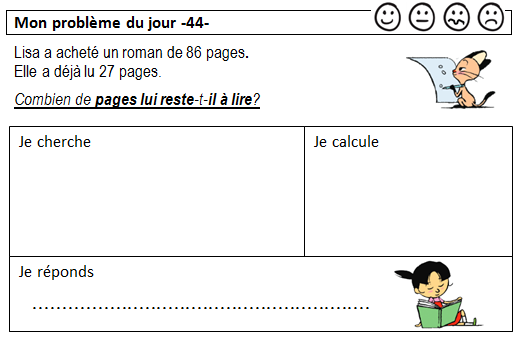 Mon problème du jour -44-
Lisa a acheté un roman de 86 pages.
Elle a déjà lu 27 pages.
Combien de pages lui reste-t-il à lire?
Je cherche
Je calcule
Je réponds